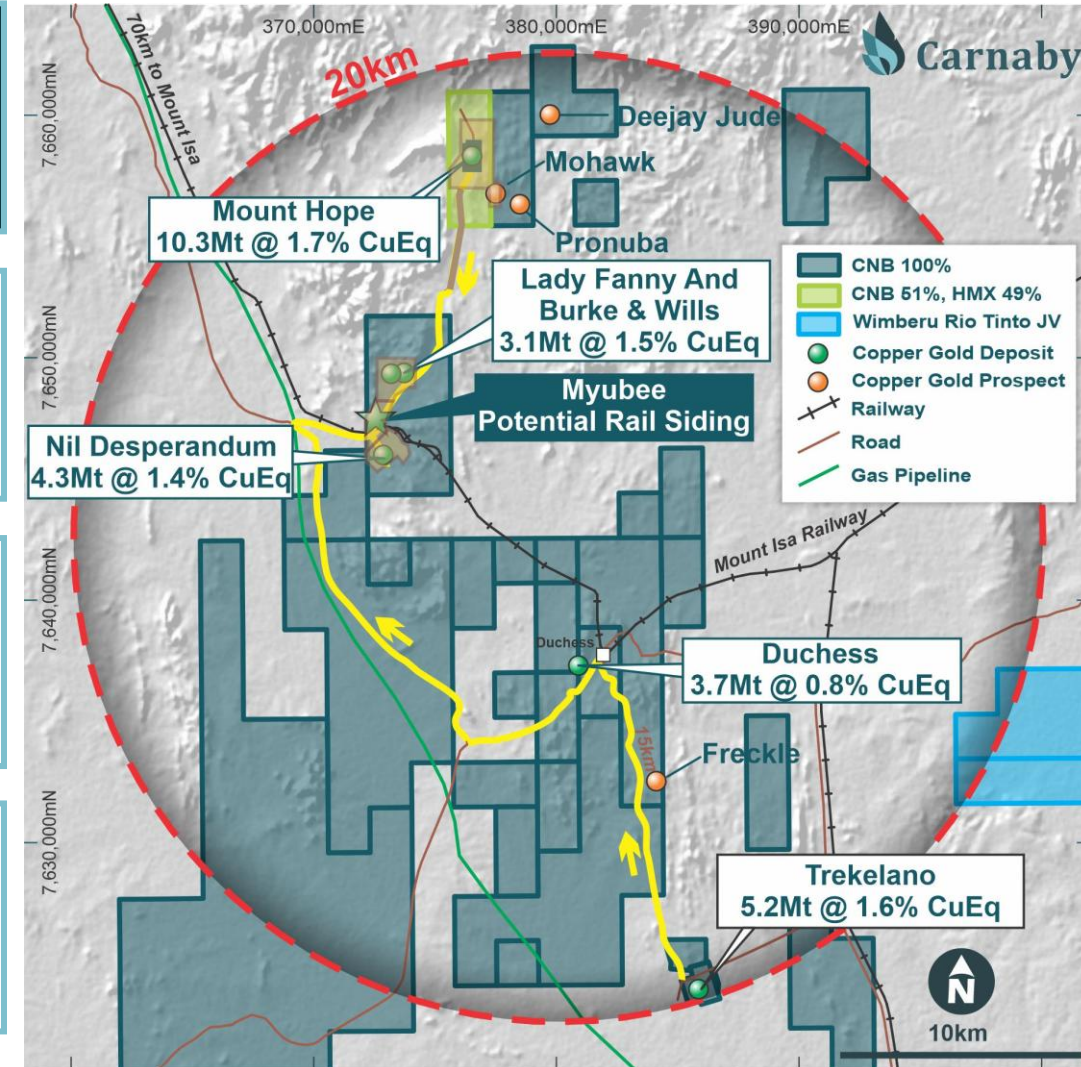 370,000mE
380,000mE
390,000mE
Carnaby
20km
70km to Mount Isa
7,660,000mN
7,650,000mN
7,640,000mN
7,630,000mN
Deejay Jude
Mohawk
Pronuba
Mount Hope
10.3Mt @ 1.7% CuEq
Lady Fanny And
Burke & Wills
3.1Mt @ 1.5% CuEq
Myubee
Potential Rail Siding
Nil Desperandum
4.3Mt @ 1.4% CuEq
CNB 100%
CNB 51%, HMX 49%
Wimberu Rio Tinto JV
Copper Gold Deposit
Copper Gold Prospect
Railway
Road
Gas Pipeline
Mount Isa Railway
Duchess
Duchess
3.7Mt @ 0.8% CuEq
15km
Freckle
Trekelano
5.2Mt @ 1.6% CuEq
N
10km